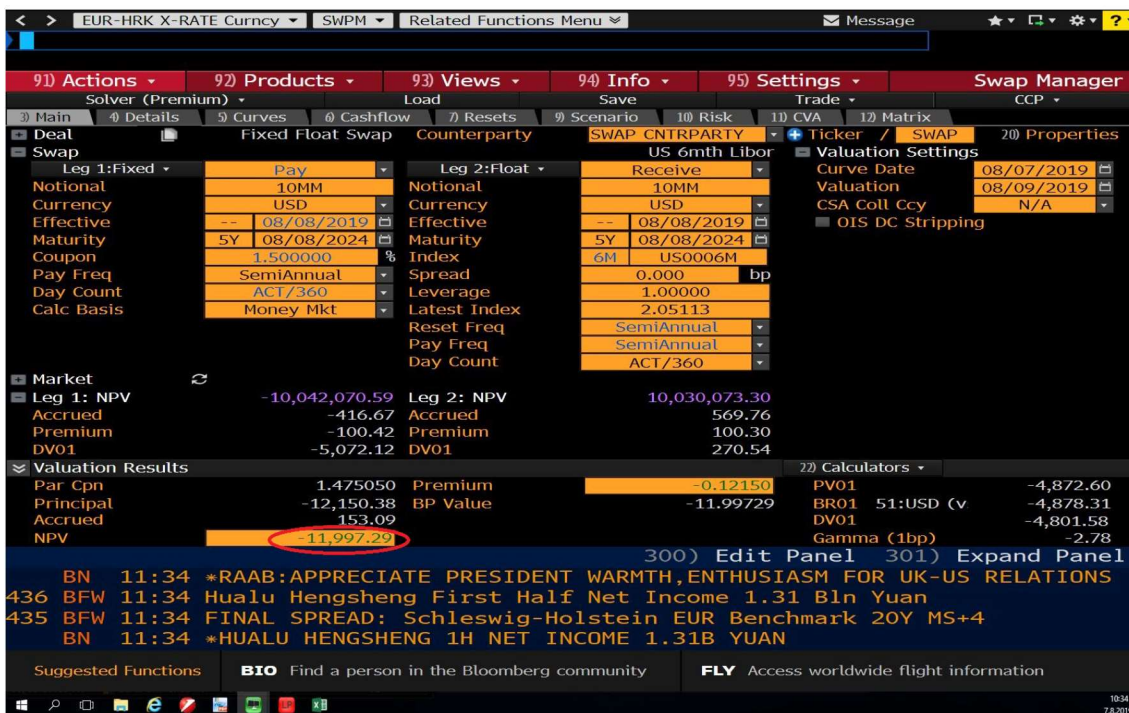 < > EUR-HRK X-RATE Curncy SWPM Related Functions Menu Message ?
91) Actions 92) Products 93) Views 94) Info 95) Settings Swap Manager
Solver (Premium) Load Save Trade CCP
3) Main 4) Details 5) Curves 6) Cashflow 7) Resets 9) Scenario 10) Risk 11) CVA 12) Matrix
Deal Fixed Float Swap Counterparty SWAP CNTRPARTY Ticker / SWAP 20) Properties
Swap US 6mth Libor Valuation Settings
Leg 1:Fixed Pay Leg 2:Float Receive Curve Date 08/07/2019
Notional 10MM Notional 10MM Valuation 08/09/2019
Currency USD Currency USD CSA Coll Ccy N/A
Effective -- 08/08/2019 Effective -- 08/08/2019 OIS DC Stripping
Maturity 5Y 08/08/2024 Maturity 5Y 08/08/2024
Coupon 1.500000 % Index 6M US0006M
Pay Freq SemiAnnual Spread 0.000 bp
Day Count ACT/360 Leverage 1.00000
Calc Basis Money Mkt Latest Index 2.05113
Reset Freq SemiAnnual
Pay Freq SemiAnnual
Day Count ACT/360
Market
Leg 1: NPV -10,042,070.59 Leg 2: NPV 10,030,073.30
Accrued -416.67 Accrued 569.76
Premium -100.42 Premium 100.30
DV01 -5,072.12 DV01 270.54
Valuation Results 22) Calculators
Par Cpn 1.475050 Premium -0.12150 PV01 -4,872.60
Principal -12,150.38 BP Value -11.99729 BR01 51:USD (v -4,878.31
Accrued 153.09 DV01 -4,801.58
NPV -11,997.29 Gamma (1bp) -2.78
300) Edit Panel 301) Expand Panel
BN 11:34 *RAAB:APPRECIATE PRESIDENT WARMTH,ENTHUSIASM FOR UK-US RELATIONS
436 BFW 11:34 Hualu Hengsheng First Half Net Income 1.31 Bln Yuan
435 BFW 11:34 FINAL SPREAD: Schleswig-Holstein EUR Benchmark 20Y MS+4
BN 11:34 *HUALU HENGSHENG 1H NET INCOME 1.31B YUAN
Suggested Functions BIO Find a person in the Bloomberg community FLY Access worldwide flight information
10:34
7.8.2019